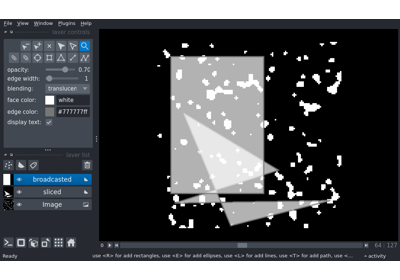 File View Window Plugins Help
layer controls
opacity: 0.70
edge width: 1
blending: translucen
face color: white
edge color: #777777ff
display text:
layer list
broadcasted
sliced
Image
0 64 127
Ready use <R> for add rectangles, use <E> for add ellipses, use <L> for add lines, use <T> for add path, use <... activity